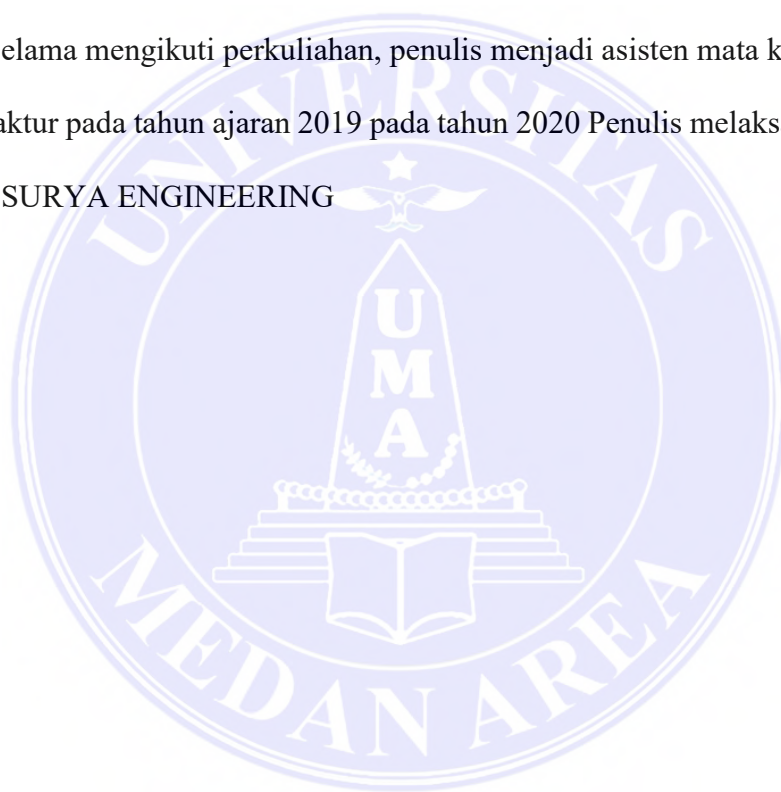 elama mengikuti perkuliahan, penulis menjadi asisten mata k
aktur pada tahun ajaran 2019 pada tahun 2020 Penulis melaks
SURYA ENGINEERING
UNIVERSITAS
U
M
A
MEDAN AREA